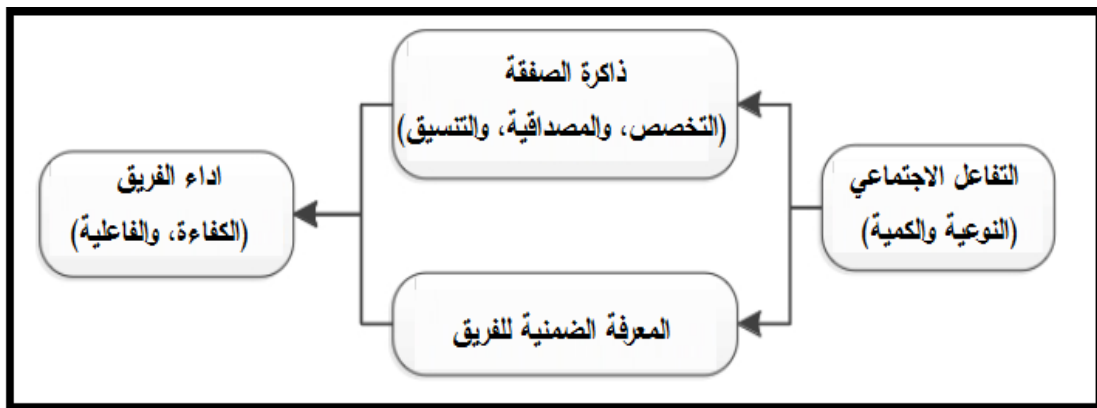 التفاعل الاجتماعي
(النوعية والكمية)
ذاكرة الصفقة
(التخصص، والمصداقية، والتنسيق)
المعرفة الضمنية للفريق
اداء الفريق
(الكفاءة، والفاعلية)